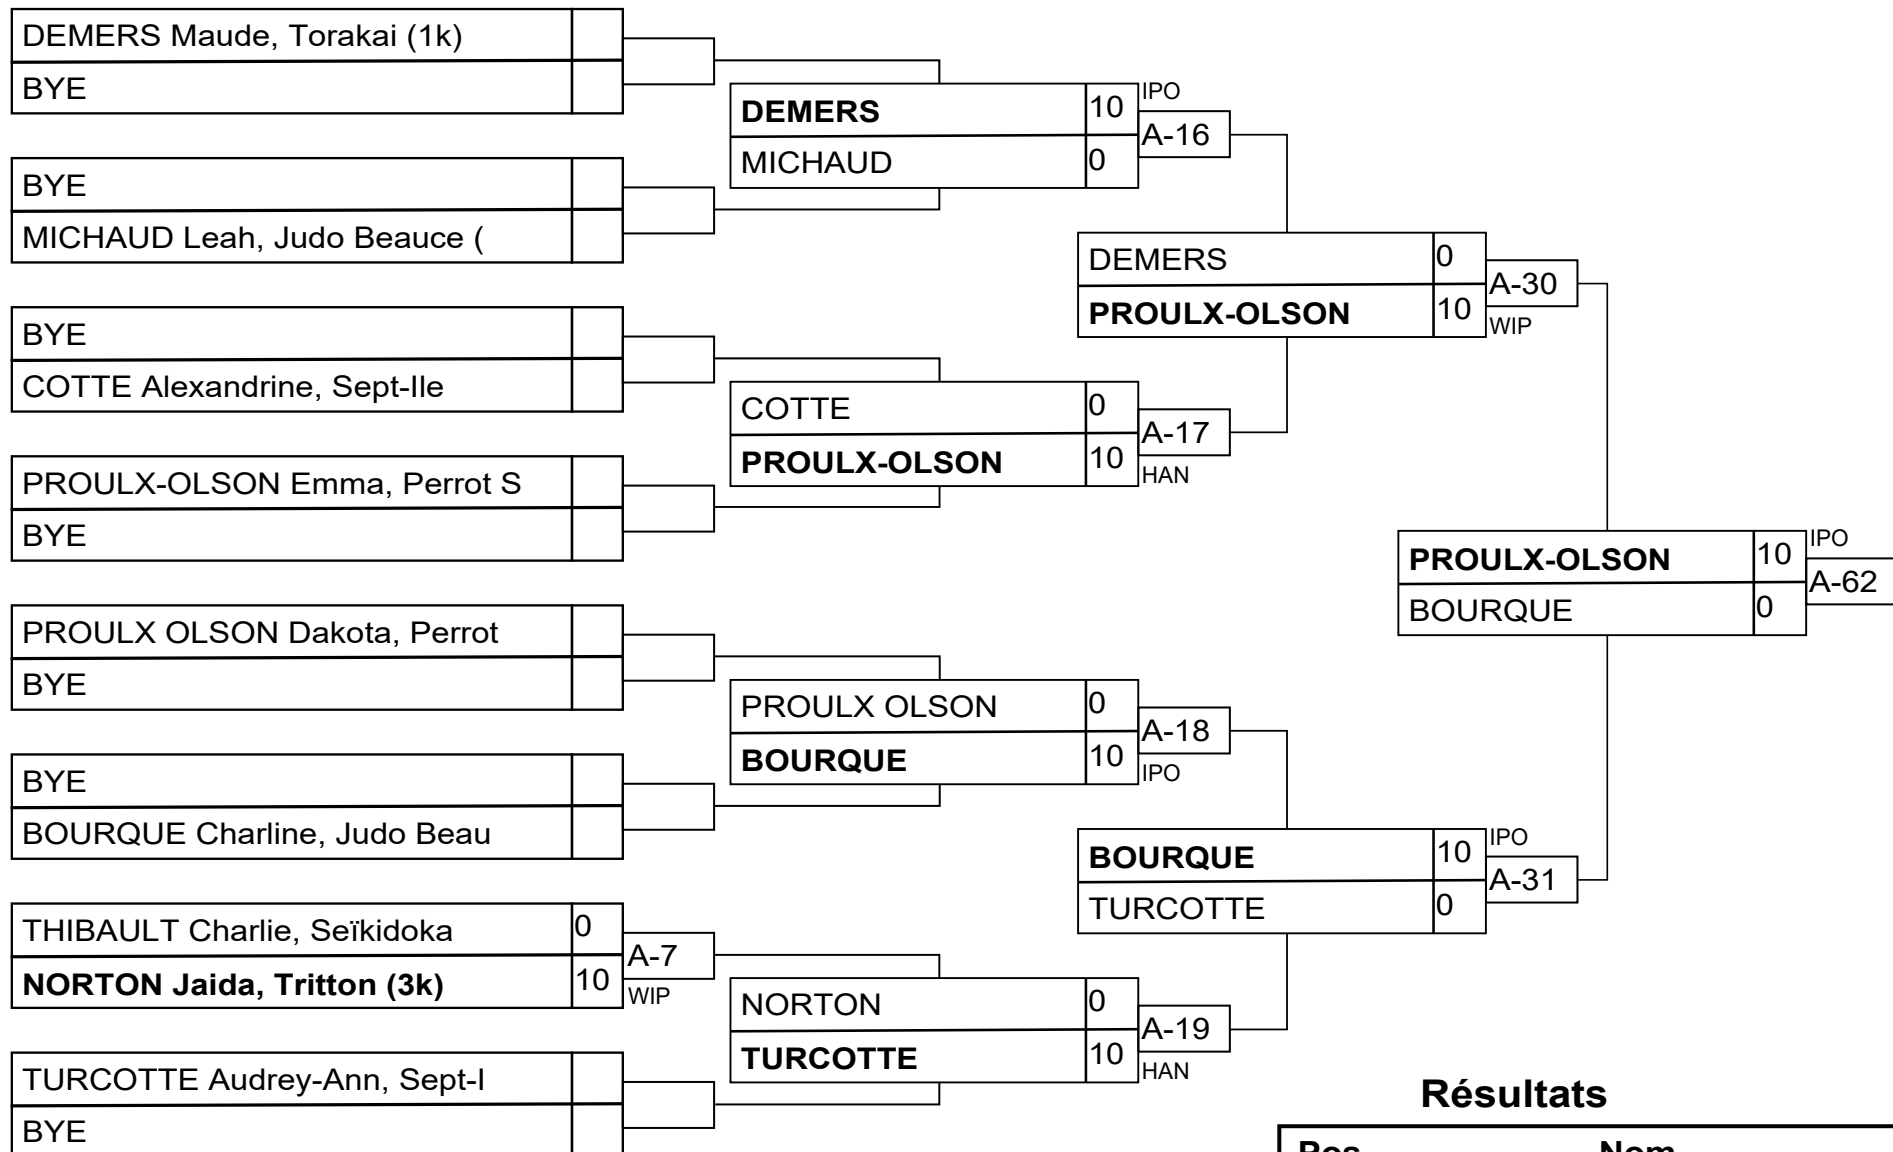 DEMERS Maude, Torakai (1k)
BYE
BYE
MICHAUD Leah, Judo Beauce (
BYE
COTTE Alexandrine, Sept-Ile
PROULX-OLSON Emma, Perrot S
BYE
PROULX OLSON Dakota, Perrot
BYE
BYE
BOURQUE Charline, Judo Beau
THIBAULT Charlie, Seïkidoka 0
NORTON Jaida, Tritton (3k) 10
A-7
WIP
TURCOTTE Audrey-Ann, Sept-I
BYE
DEMERS 10
MICHAUD 0
IPO
A-16
COTTE 0
PROULX-OLSON 10
A-17
HAN
PROULX OLSON 0
BOURQUE 10
A-18
IPO
NORTON 0
TURCOTTE 10
A-19
HAN
DEMERS 0
PROULX-OLSON 10
A-30
WIP
BOURQUE 10
TURCOTTE 0
IPO
A-31
PROULX-OLSON 10
BOURQUE 0
IPO
A-62
Résultats
Pos Nom